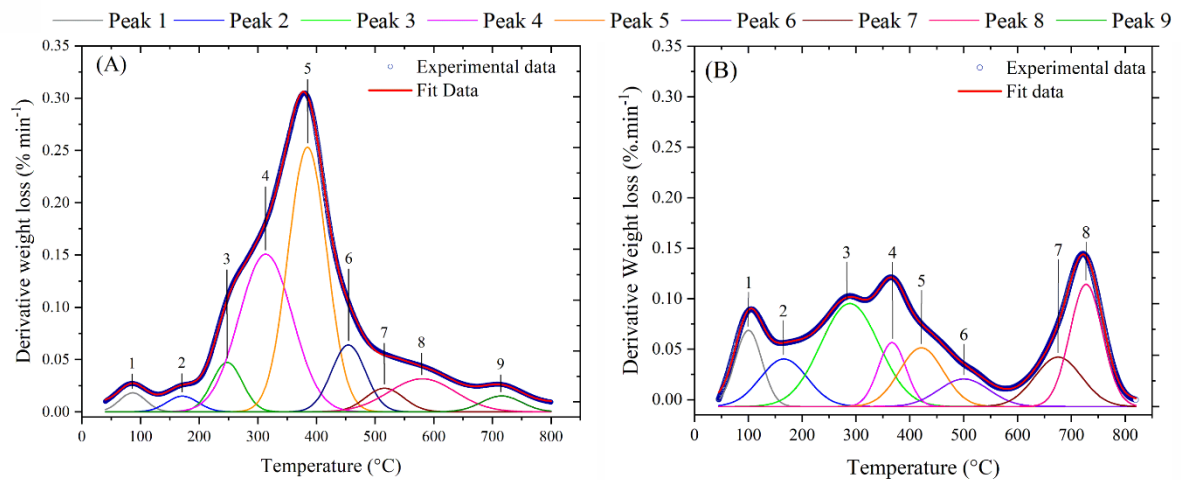 Peak 1 Peak 2 Peak 3 Peak 4 Peak 5 Peak 6 Peak 7 Peak 8 Peak 9
(A)
Experimental data
Fit Data
1 2 3 4 5 6 7 8 9
0.35
0.30
0.25
0.20
0.15
0.10
0.05
0.00
Derivative weight loss (% min⁻¹)
0 100 200 300 400 500 600 700 800
Temperature (°C)
(B)
Experimental data
Fit data
1 2 3 4 5 6 7 8
0.35
0.30
0.25
0.20
0.15
0.10
0.05
0.00
Derivative Weight loss (%.min⁻¹)
0 100 200 300 400 500 600 700 800
Temperature (°C)